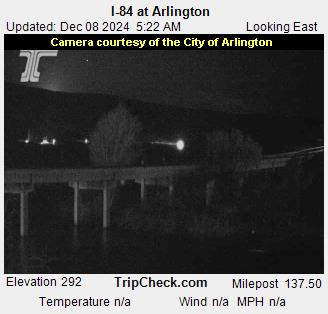 I-84 at Arlington
Updated: Dec 08 2024 5:22 AM Looking East
Camera courtesy of the City of Arlington
Elevation 292 TripCheck.com Milepost 137.50
Temperature n/a Wind n/a MPH n/a